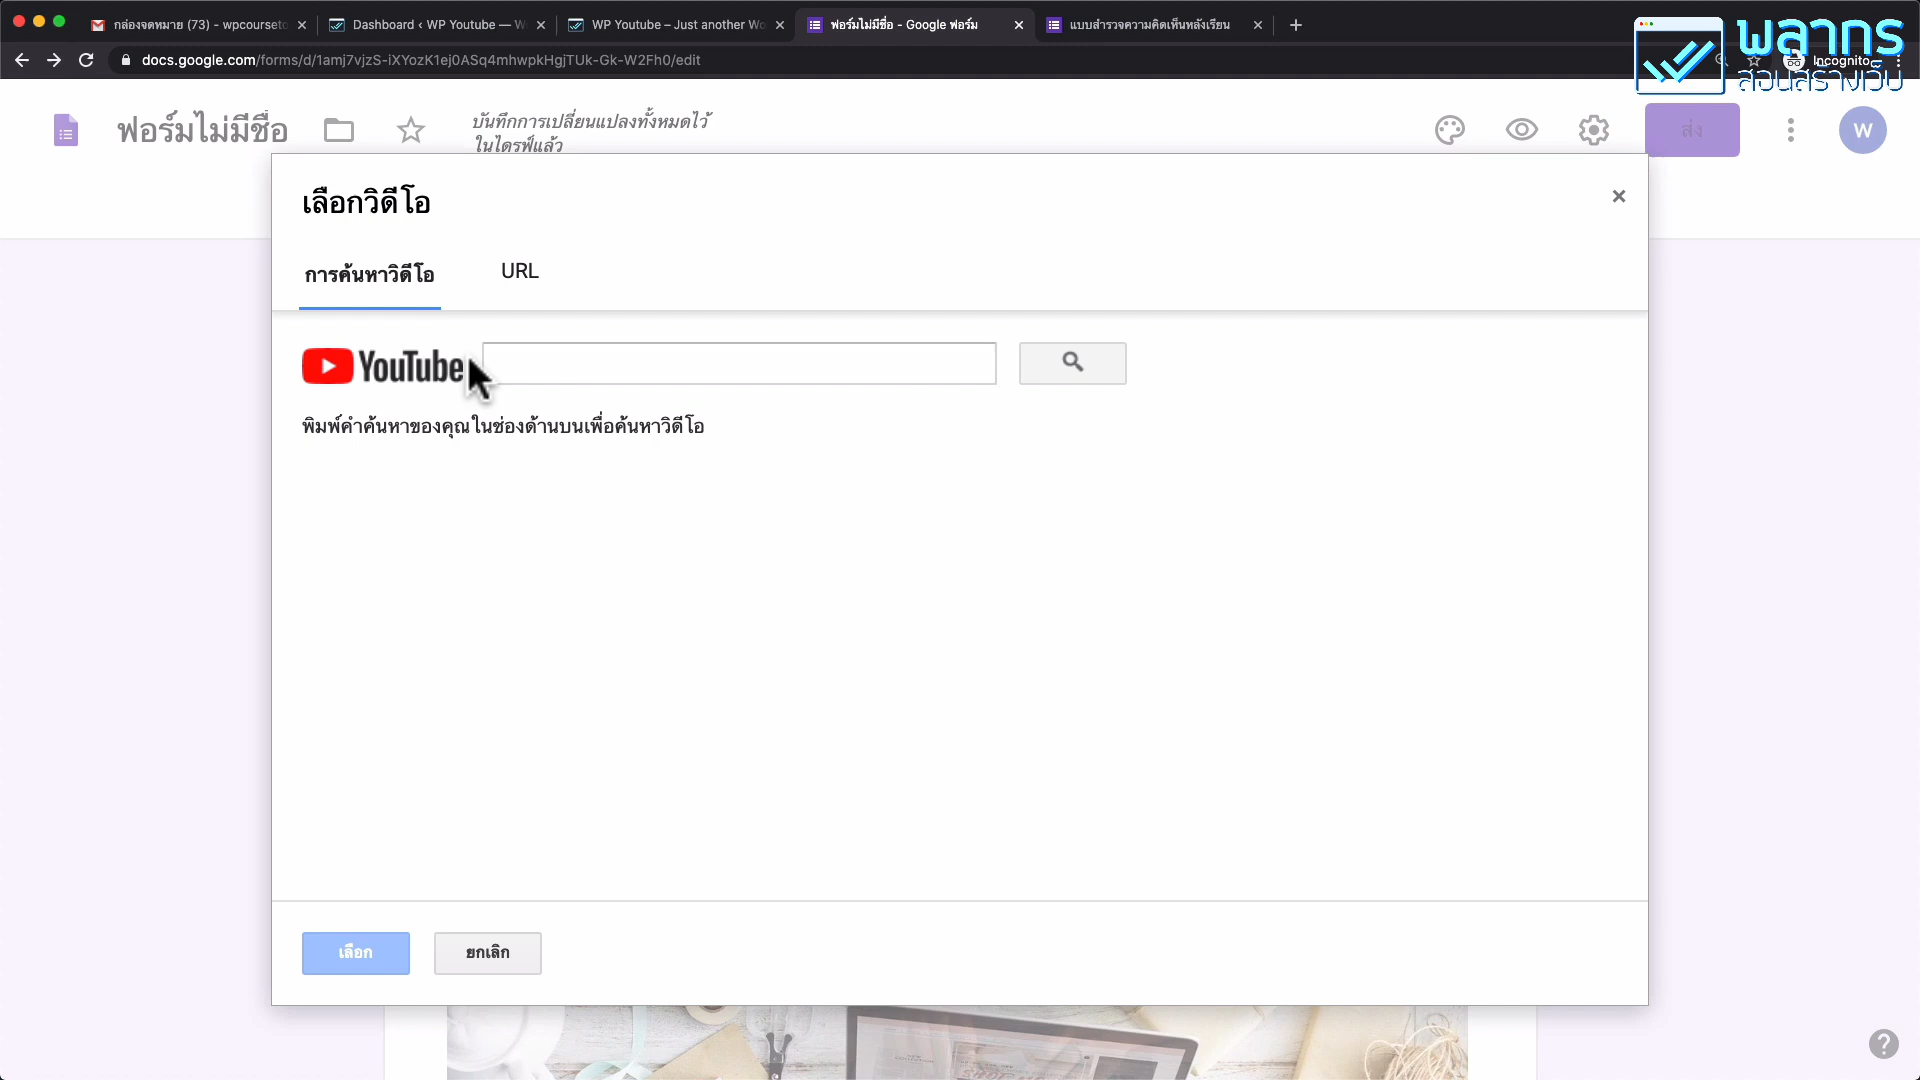 กล่องจดหมาย (73) - wpcourseto
Dashboard ‹ WP Youtube — W
WP Youtube – Just another Wo
ฟอร์มไม่มีชื่อ - Google ฟอร์ม
แบบสำรวจความคิดเห็นหลังเรียน
พลากร
สอนสร้างเว็บ
docs.google.com/forms/d/1amj7vjzS-iXYozK1ej0ASq4mhwpkHgjTUk-Gk-W2Fh0/edit
Incognito
ฟอร์มไม่มีชื่อ
บันทึกการเปลี่ยนแปลงทั้งหมดไว้
ในไดรฟ์แล้ว
ส่ง
W
เลือกวิดีโอ
การค้นหาวิดีโอ
URL
YouTube
พิมพ์คำค้นหาของคุณในช่องด้านบนเพื่อค้นหาวิดีโอ
เลือก
ยกเลิก